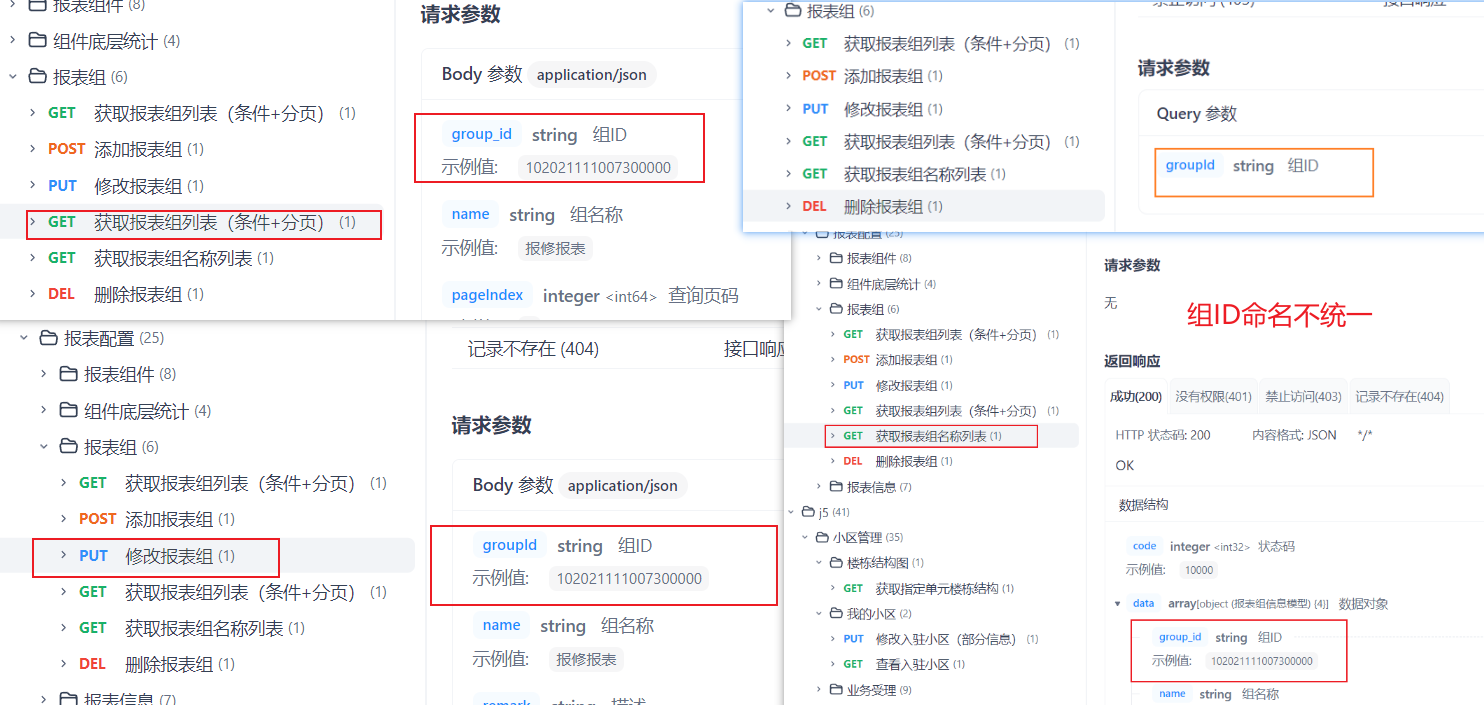 报表组件 (8)
组件底层统计 (4)
报表组 (6)
GET 获取报表组列表（条件+分页） (1)
POST 添加报表组 (1)
PUT 修改报表组 (1)
GET 获取报表组列表（条件+分页） (1)
GET 获取报表组名称列表 (1)
DEL 删除报表组 (1)
请求参数
Body 参数 application/json
group_id string 组ID
示例值: 102021111007300000
name string 组名称
示例值: 报修报表
pageIndex integer <int64> 查询页码
报表组 (6)
GET 获取报表组列表（条件+分页） (1)
POST 添加报表组 (1)
PUT 修改报表组 (1)
GET 获取报表组列表（条件+分页） (1)
GET 获取报表组名称列表 (1)
DEL 删除报表组 (1)
禁止访问 (403)
接口响应
请求参数
Query 参数
groupId string 组ID
报表配置 (25)
报表组件 (8)
组件底层统计 (4)
报表组 (6)
GET 获取报表组列表（条件+分页） (1)
POST 添加报表组 (1)
PUT 修改报表组 (1)
GET 获取报表组列表（条件+分页） (1)
GET 获取报表组名称列表 (1)
DEL 删除报表组 (1)
报表信息 (7)
记录不存在 (404)
接口响应
请求参数
Body 参数 application/json
groupId string 组ID
示例值: 102021111007300000
name string 组名称
示例值: 报修报表
remark string 描述
报表配置 (25)
报表组件 (8)
组件底层统计 (4)
报表组 (6)
GET 获取报表组列表（条件+分页） (1)
POST 添加报表组 (1)
PUT 修改报表组 (1)
GET 获取报表组列表（条件+分页） (1)
GET 获取报表组名称列表 (1)
DEL 删除报表组 (1)
报表信息 (7)
j5 (41)
小区管理 (35)
楼栋结构图 (1)
GET 获取指定单元楼栋结构 (1)
我的小区 (2)
PUT 修改入驻小区（部分信息） (1)
GET 查看入驻小区 (1)
业务受理 (9)
请求参数
无
组ID命名不统一
返回响应
成功(200) 没有权限(401) 禁止访问(403) 记录不存在(404)
HTTP 状态码: 200 内容格式: JSON */*
OK
数据结构
code integer <int32> 状态码
示例值: 10000
data array[object (报表组信息模型) {4}] 数据对象
group_id string 组ID
示例值: 102021111007300000
name string 组名称